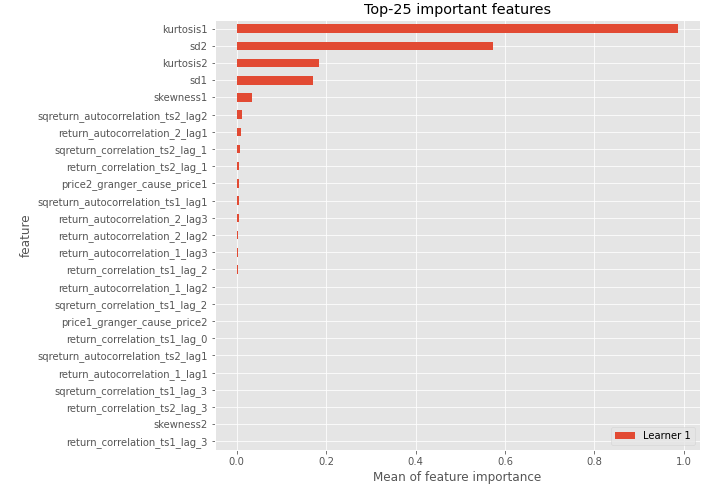 Top-25 important features
kurtosis1
sd2
kurtosis2
sd1
skewness1
sqreturn_autocorrelation_ts2_lag2
return_autocorrelation_2_lag1
sqreturn_correlation_ts2_lag_1
return_correlation_ts2_lag_1
price2_granger_cause_price1
sqreturn_autocorrelation_ts1_lag1
return_autocorrelation_2_lag3
return_autocorrelation_2_lag2
return_autocorrelation_1_lag3
return_correlation_ts1_lag_2
return_autocorrelation_1_lag2
sqreturn_correlation_ts1_lag_2
price1_granger_cause_price2
return_correlation_ts1_lag_0
sqreturn_autocorrelation_ts2_lag1
return_autocorrelation_1_lag1
sqreturn_correlation_ts1_lag_3
return_correlation_ts2_lag_3
skewness2
return_correlation_ts1_lag_3
feature
Learner 1
0.0 0.2 0.4 0.6 0.8 1.0
Mean of feature importance